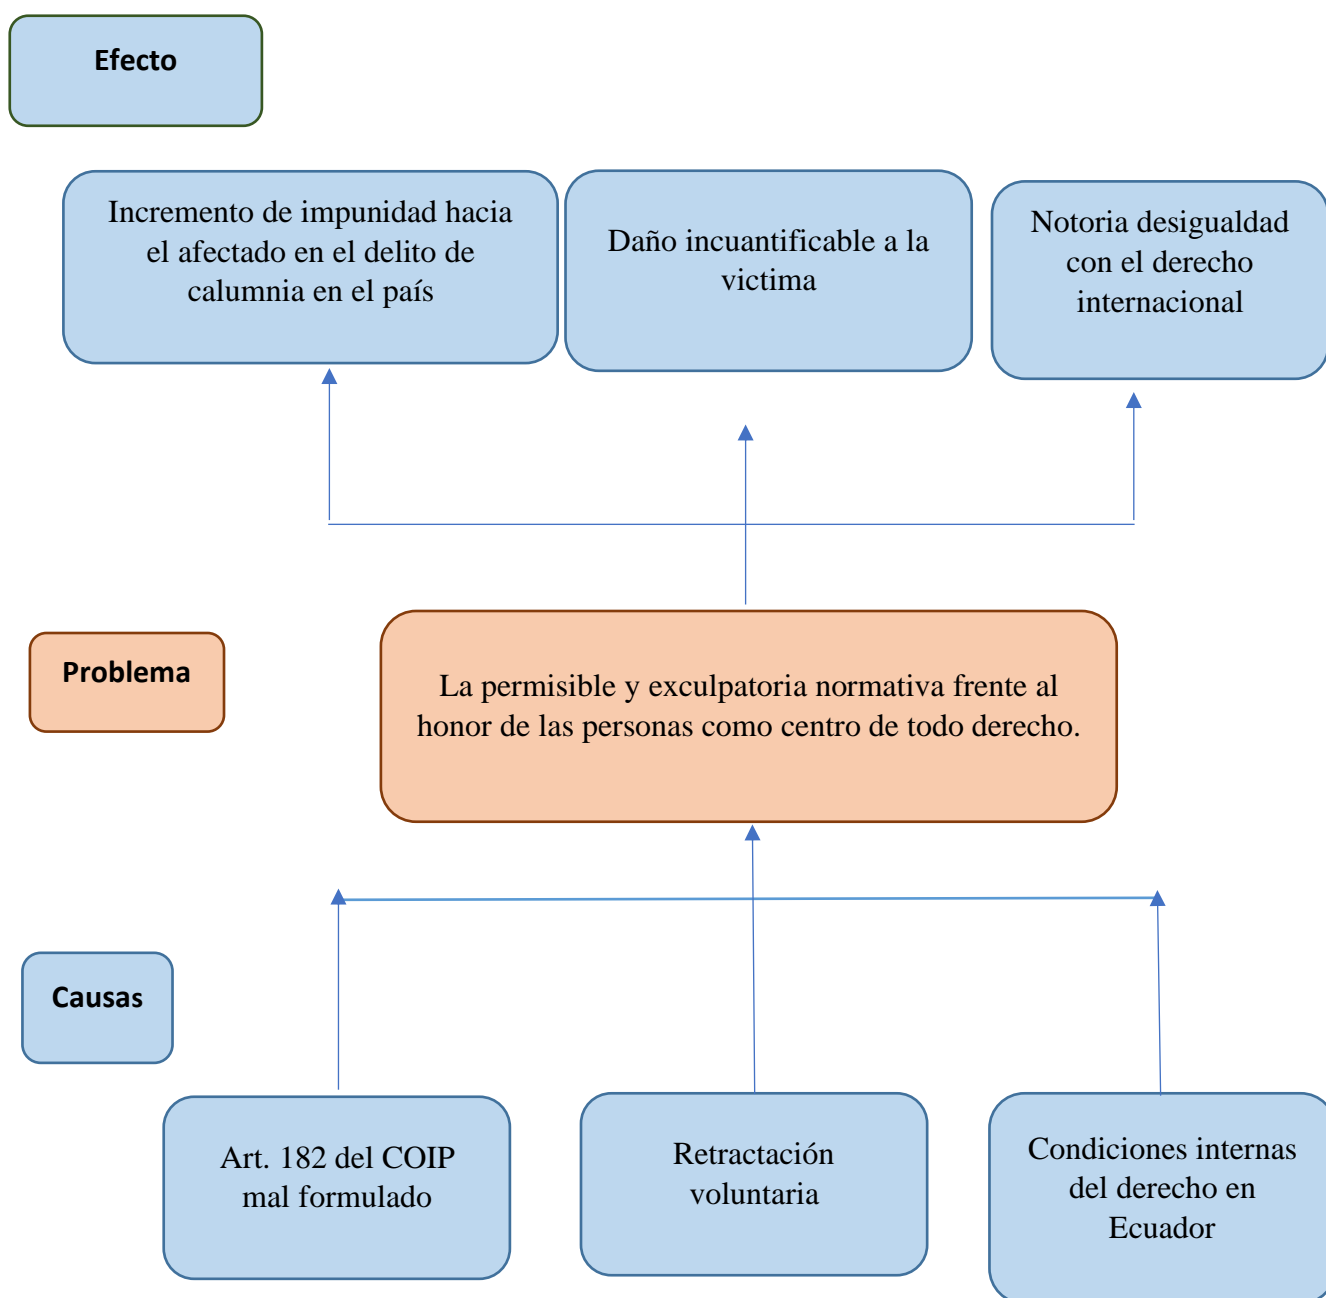 Efecto
Incremento de impunidad hacia
el afectado en el delito de
calumnia en el país
Daño incuantificable a la
victima
Notoria desigualdad
con el derecho
internacional
Problema
La permisible y exculpatoria normativa frente al
honor de las personas como centro de todo derecho.
Causas
Art. 182 del COIP
mal formulado
Retractación
voluntaria
Condiciones internas
del derecho en
Ecuador